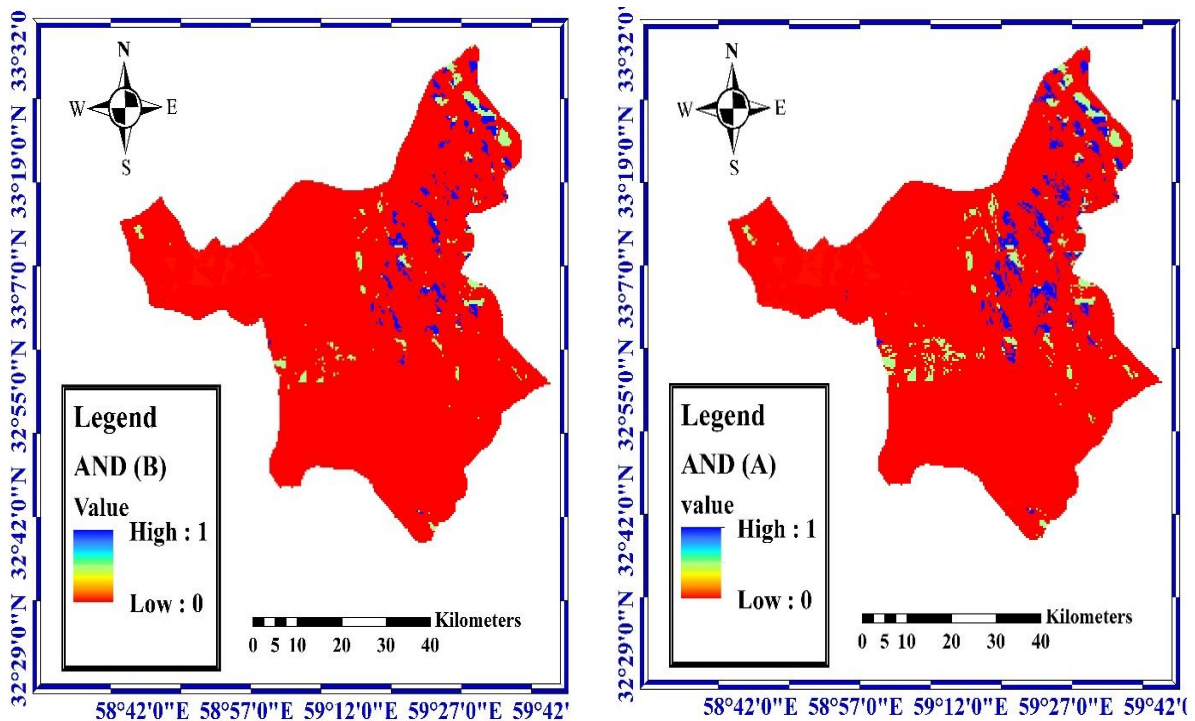 N
W E
S
33°32'0
33°19'0"N
33°7'0"N
32°55'0"N
32°42'0"N
32°29'0"N
Legend
AND (B)
Value
High : 1
Low : 0
Kilometers
0 5 10 20 30 40
58°42'0"E 58°57'0"E 59°12'0"E 59°27'0"E 59°42'
N
W E
S
33°32'0
33°19'0"N
33°7'0"N
32°55'0"N
32°42'0"N
32°29'0"N
Legend
AND (A)
value
High : 1
Low : 0
Kilometers
0 5 10 20 30 40
58°42'0"E 58°57'0"E 59°12'0"E 59°27'0"E 59°42'0